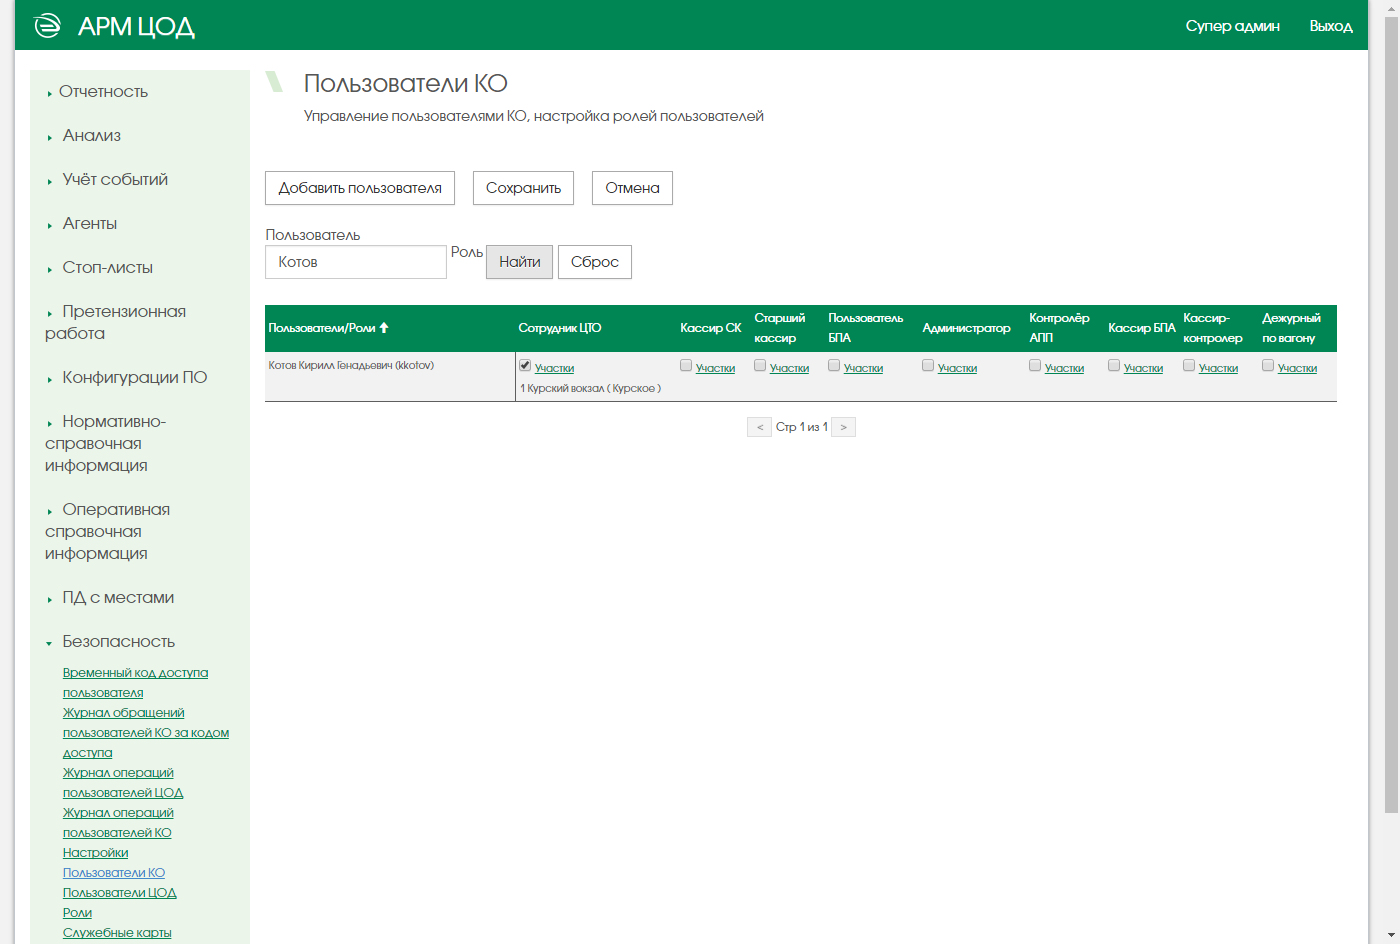 АРМ ЦОД
Супер админ
Выход
Отчетность
Анализ
Учёт событий
Агенты
Стоп-листы
Претензионная
работа
Конфигурации ПО
Нормативно-
справочная
информация
Оперативная
справочная
информация
ПД с местами
Безопасность
Временный код доступа
пользователя
Журнал обращений
пользователей КО за кодом
доступа
Журнал операций
пользователей ЦОД
Журнал операций
пользователей КО
Настройки
Пользователи КО
Пользователи ЦОД
Роли
Служебные карты
Пользователи КО
Управление пользователями КО, настройка ролей пользователей
Добавить пользователя
Сохранить
Отмена
Пользователь
Котов
Роль
Найти
Сброс
Пользователи/Роли
Сотрудник ЦТО
Кассир СК
Старший
кассир
Пользователь
БПА
Администратор
Контролёр
АПП
Кассир БПА
Кассир-
контролер
Дежурный
по вагону
Котов Кирилл Генадьевич (kkotov)
Участки
1 Курский вокзал ( Курское )
Участки
Участки
Участки
Участки
Участки
Участки
Участки
Участки
< Стр 1 из 1 >